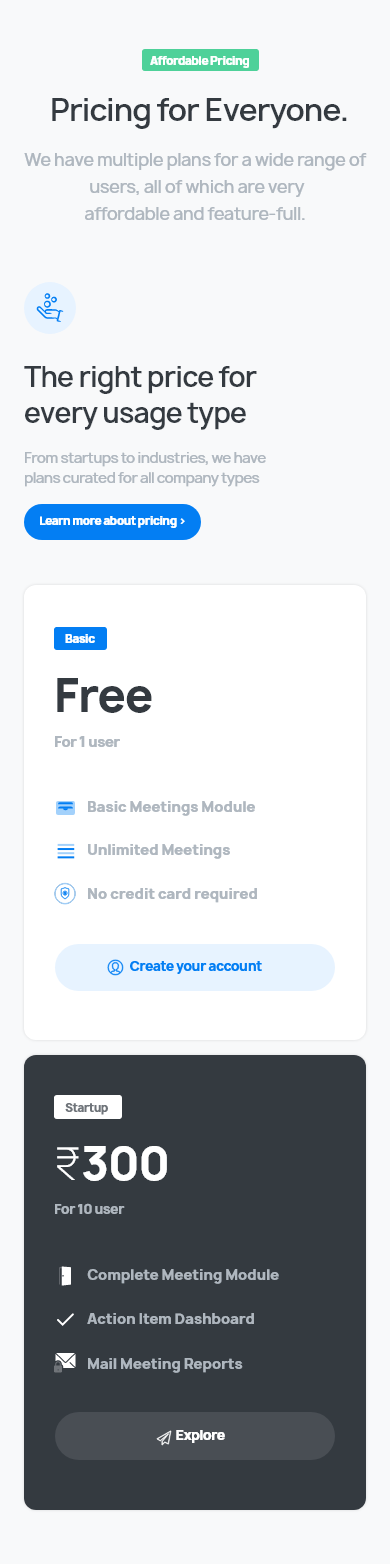 Affordable Pricing
Pricing for Everyone.
We have multiple plans for a wide range of
users, all of which are very
affordable and feature-full.
The right price for
every usage type
From startups to industries, we have
plans curated for all company types
Learn more about pricing ›
Basic
Free
For 1 user
Basic Meetings Module
Unlimited Meetings
No credit card required
Create your account
Startup
₹300
For 10 user
Complete Meeting Module
Action Item Dashboard
Mail Meeting Reports
Explore